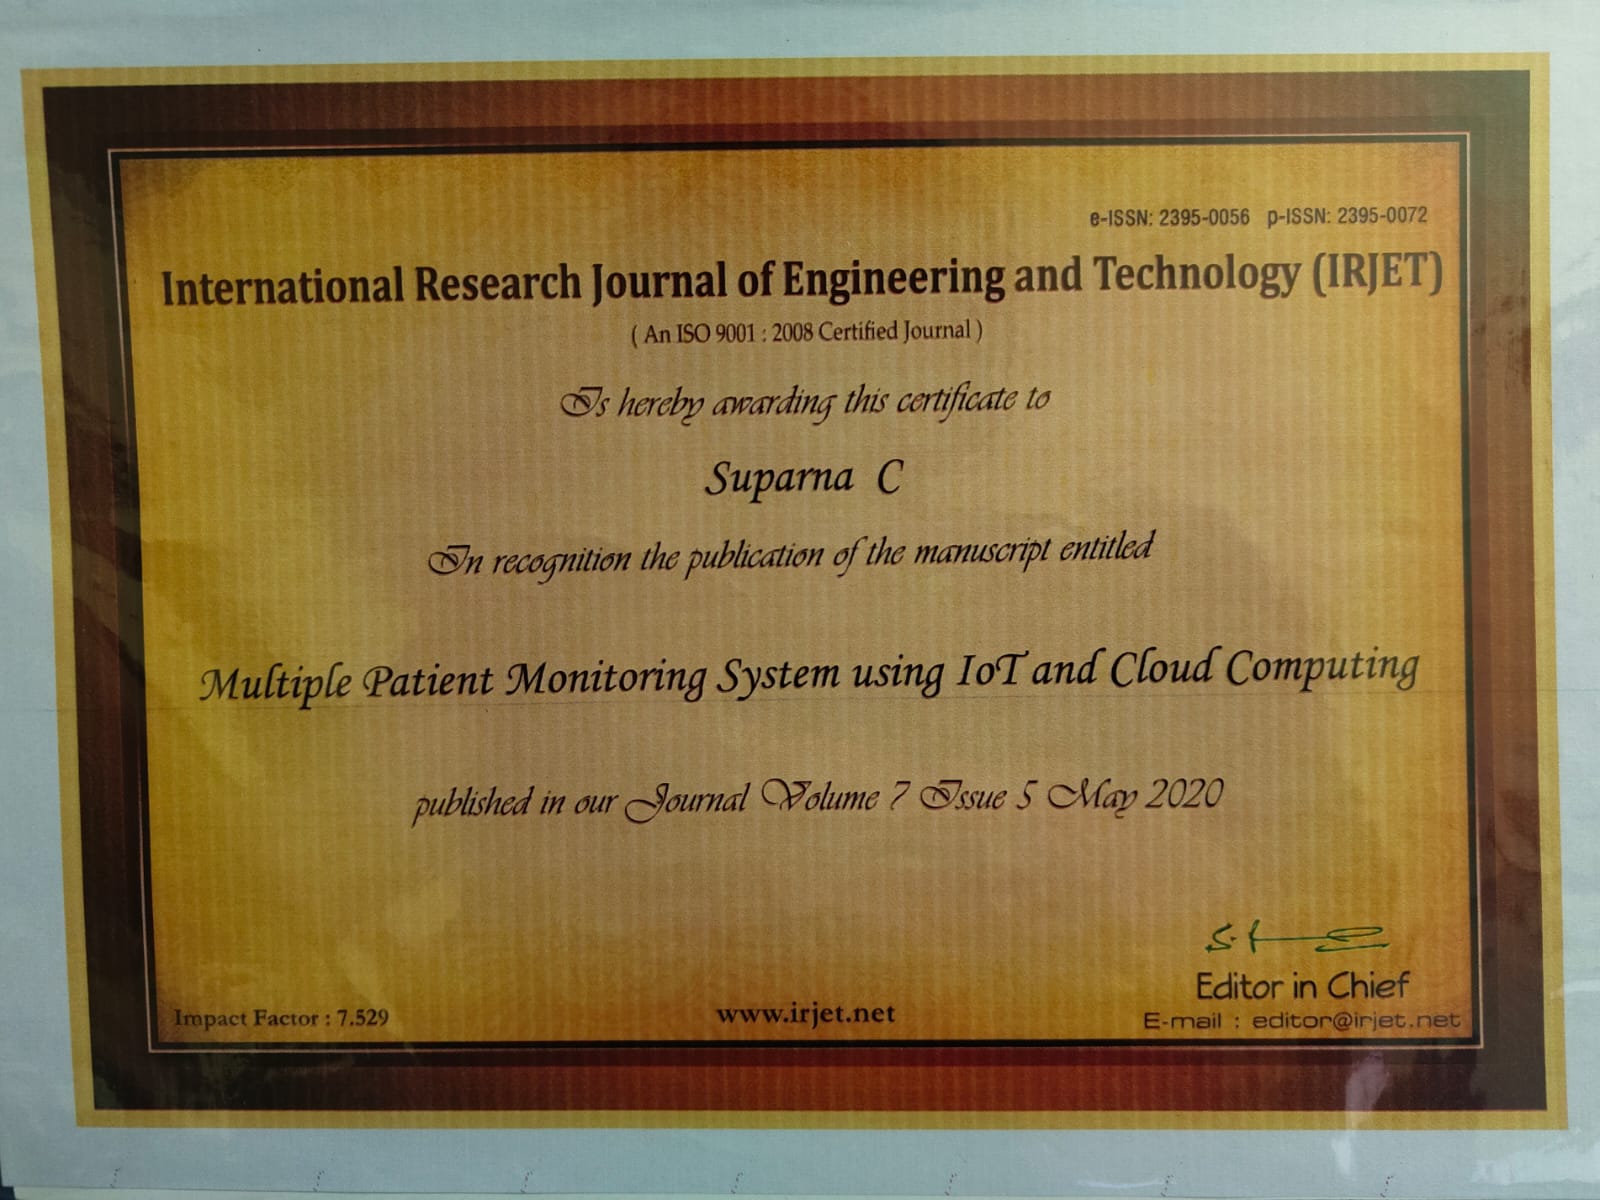 e-ISSN: 2395-0056 p-ISSN: 2395-0072
International Research Journal of Engineering and Technology (IRJET)
( An ISO 9001 : 2008 Certified Journal )
Is hereby awarding this certificate to
Suparna C
In recognition the publication of the manuscript entitled
Multiple Patient Monitoring System using IoT and Cloud Computing
published in our Journal Volume 7 Issue 5 May 2020
Editor in Chief
Impact Factor : 7.529
www.irjet.net
E-mail : editor@irjet.net